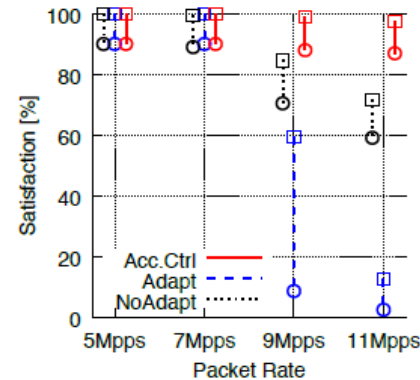 Satisfaction [%]
100
80
60
40
20
0
Acc.Ctrl
Adapt
NoAdapt
5Mpps 7Mpps 9Mpps 11Mpps
Packet Rate